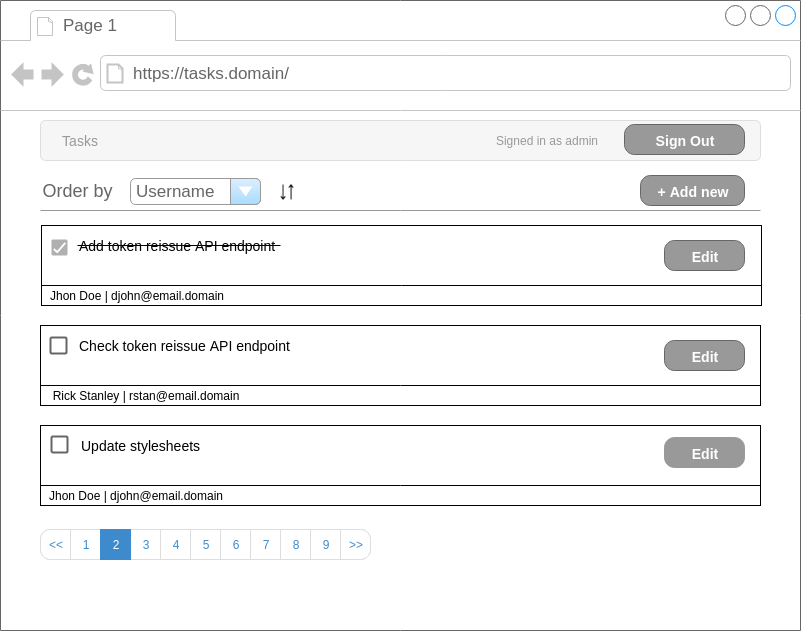 Page 1
https://tasks.domain/
Tasks Signed in as admin Sign Out
Order by Username + Add new
Add token reissue API endpoint Edit
Jhon Doe | djohn@email.domain
Check token reissue API endpoint Edit
Rick Stanley | rstan@email.domain
Update stylesheets Edit
Jhon Doe | djohn@email.domain
<< 1 2 3 4 5 6 7 8 9 >>